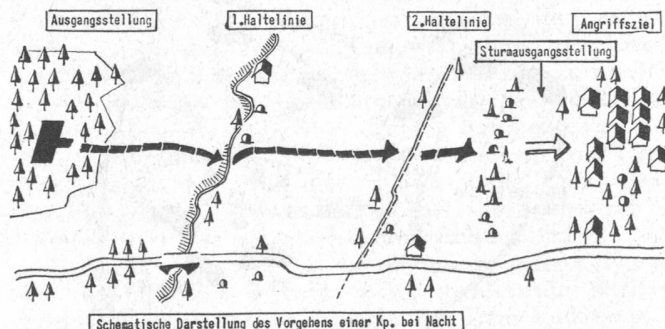 Ausgangsstellung
1.Haltelinie
2.Haltelinie
Angriffsziel
Sturmausgangsstellung
Schematische Darstellung des Vorgehens einer Kp. bei Nacht